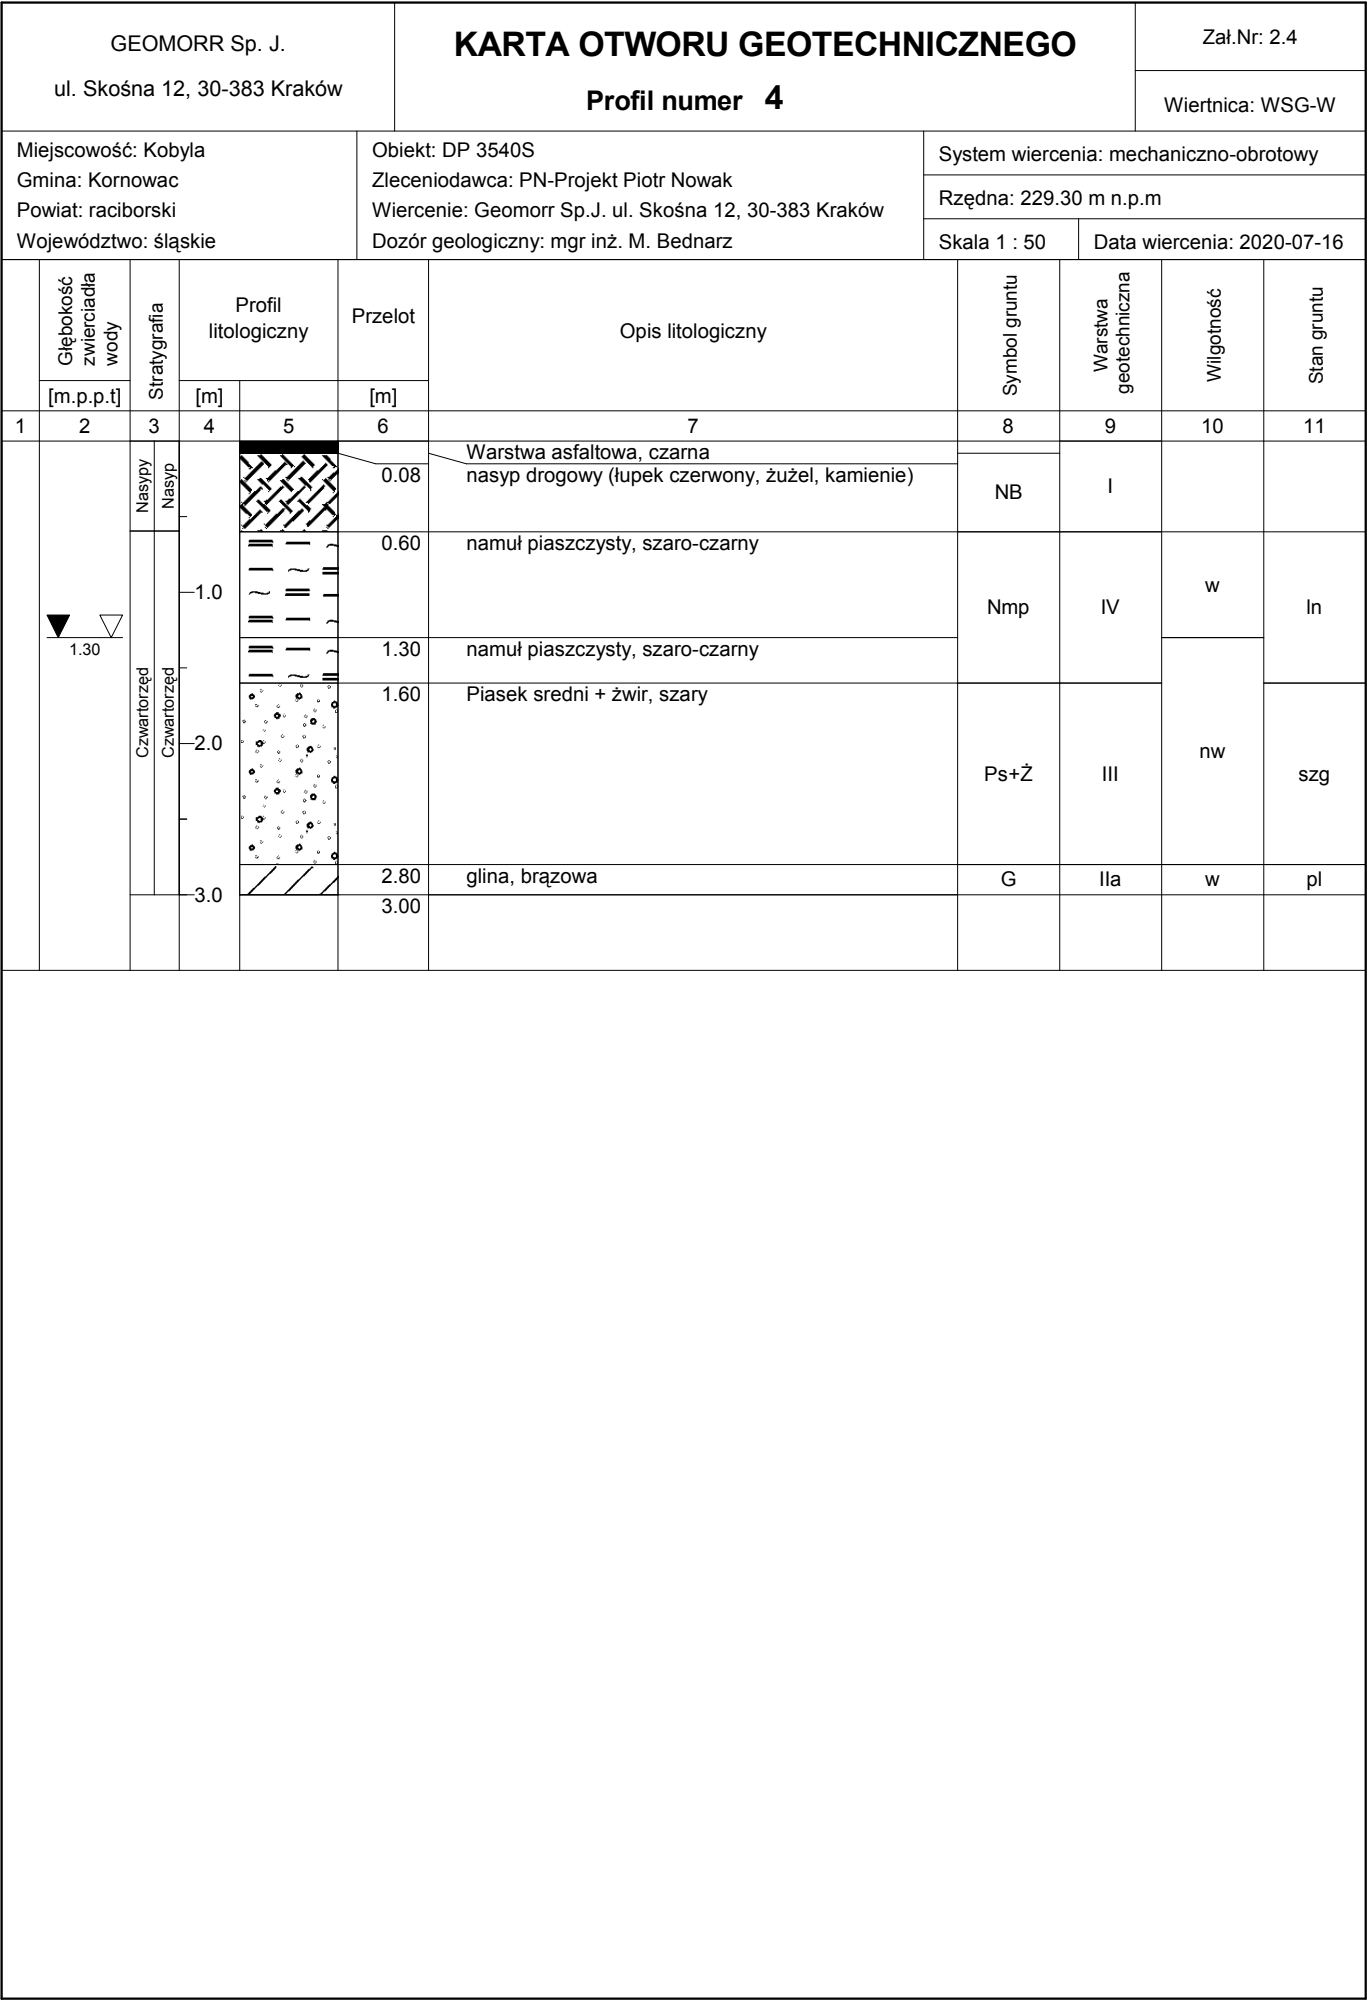 GEOMORR Sp. J.
ul. Skośna 12, 30-383 Kraków
KARTA OTWORU GEOTECHNICZNEGO
Profil numer 4
Zał.Nr: 2.4
Wiertnica: WSG-W
Miejscowość: Kobyla
Gmina: Kornowac
Powiat: raciborski
Województwo: śląskie
Obiekt: DP 3540S
Zleceniodawca: PN-Projekt Piotr Nowak
Wiercenie: Geomorr Sp.J. ul. Skośna 12, 30-383 Kraków
Dozór geologiczny: mgr inż. M. Bednarz
System wiercenia: mechaniczno-obrotowy
Rzędna: 229.30 m n.p.m
Skala 1 : 50
Data wiercenia: 2020-07-16
Głębokość
zwierciadła
wody
[m.p.p.t]
Stratygrafia
Profil
litologiczny
[m]
Przelot
[m]
Opis litologiczny
Symbol gruntu
Warstwa
geotechniczna
Wilgotność
Stan gruntu
1 2 3 4 5 6 7 8 9 10 11
Nasypy
Nasyp
Warstwa asfaltowa, czarna
0.08 nasyp drogowy (łupek czerwony, żużel, kamienie)
NB I
0.60 namuł piaszczysty, szaro-czarny
1.0
Nmp IV w ln
1.30
1.30 namuł piaszczysty, szaro-czarny
Czwartorzęd
Czwartorzęd
1.60 Piasek sredni + żwir, szary
2.0
Ps+Ż III nw szg
2.80 glina, brązowa G IIa w pl
3.0
3.00